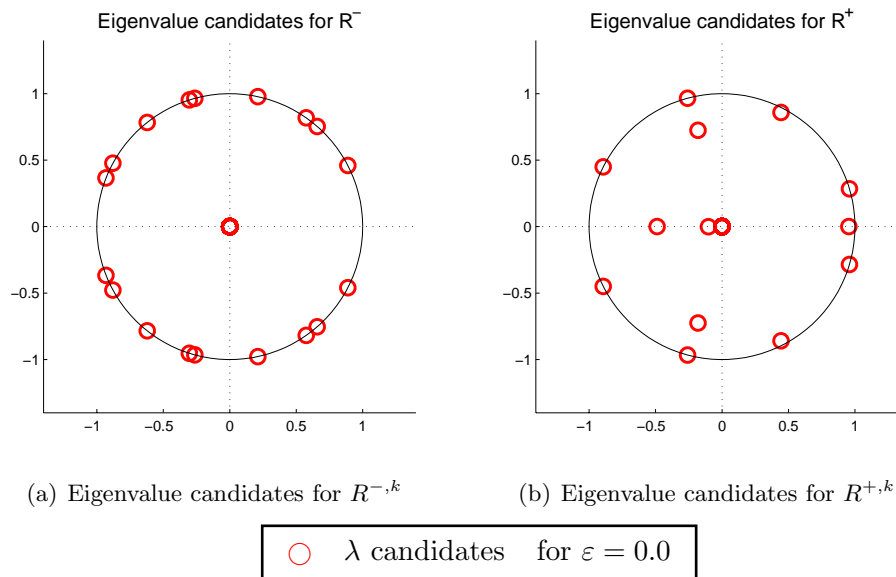 Eigenvalue candidates for R⁻
1
0.5
0
−0.5
−1
−1 −0.5 0 0.5 1
Eigenvalue candidates for R⁺
1
0.5
0
−0.5
−1
−1 −0.5 0 0.5 1
(a) Eigenvalue candidates for R⁻,ᵏ
(b) Eigenvalue candidates for R⁺,ᵏ
λ candidates for ε = 0.0